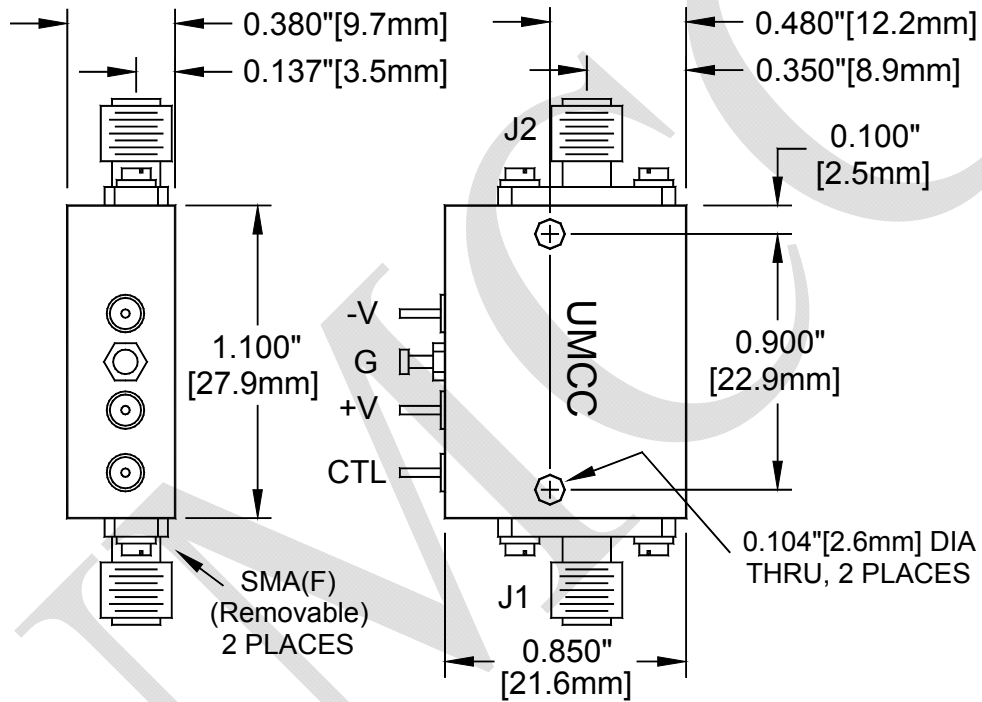 0.380"[9.7mm]
0.480"[12.2mm]
0.137"[3.5mm]
0.350"[8.9mm]
J2
0.100"
[2.5mm]
-V
G
+V
CTL
1.100"
[27.9mm]
UMCC
0.900"
[22.9mm]
SMA(F)
(Removable)
2 PLACES
J1
0.104"[2.6mm] DIA
THRU, 2 PLACES
0.850"
[21.6mm]
UMCC